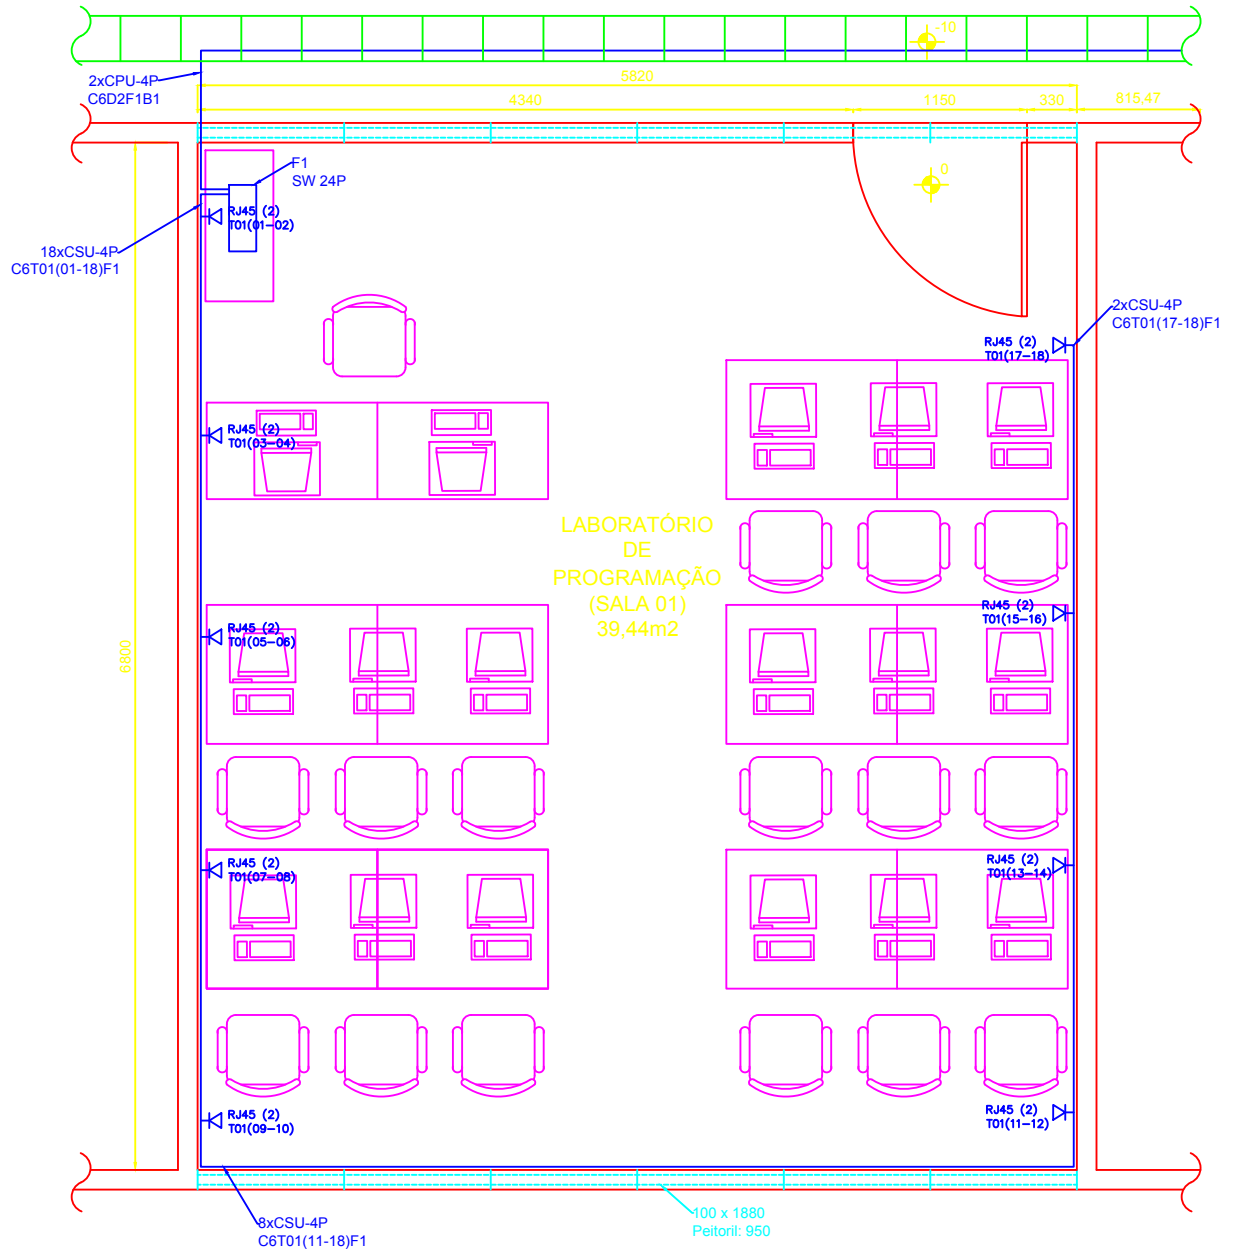 -10
2xCPU-4P
C6D2F1B1
5820
4340
1150
330
815,47
F1
SW 24P
0
RJ45 (2)
T01(01-02)
18xCSU-4P
C6T01(01-18)F1
2xCSU-4P
C6T01(17-18)F1
RJ45 (2)
T01(17-18)
RJ45 (2)
T01(03-04)
LABORATÓRIO
DE
PROGRAMAÇÃO
(SALA 01)
39,44m2
RJ45 (2)
T01(15-16)
RJ45 (2)
T01(05-06)
6800
RJ45 (2)
T01(07-08)
RJ45 (2)
T01(13-14)
RJ45 (2)
T01(09-10)
RJ45 (2)
T01(11-12)
8xCSU-4P
C6T01(11-18)F1
100 x 1880
Peitoril: 950